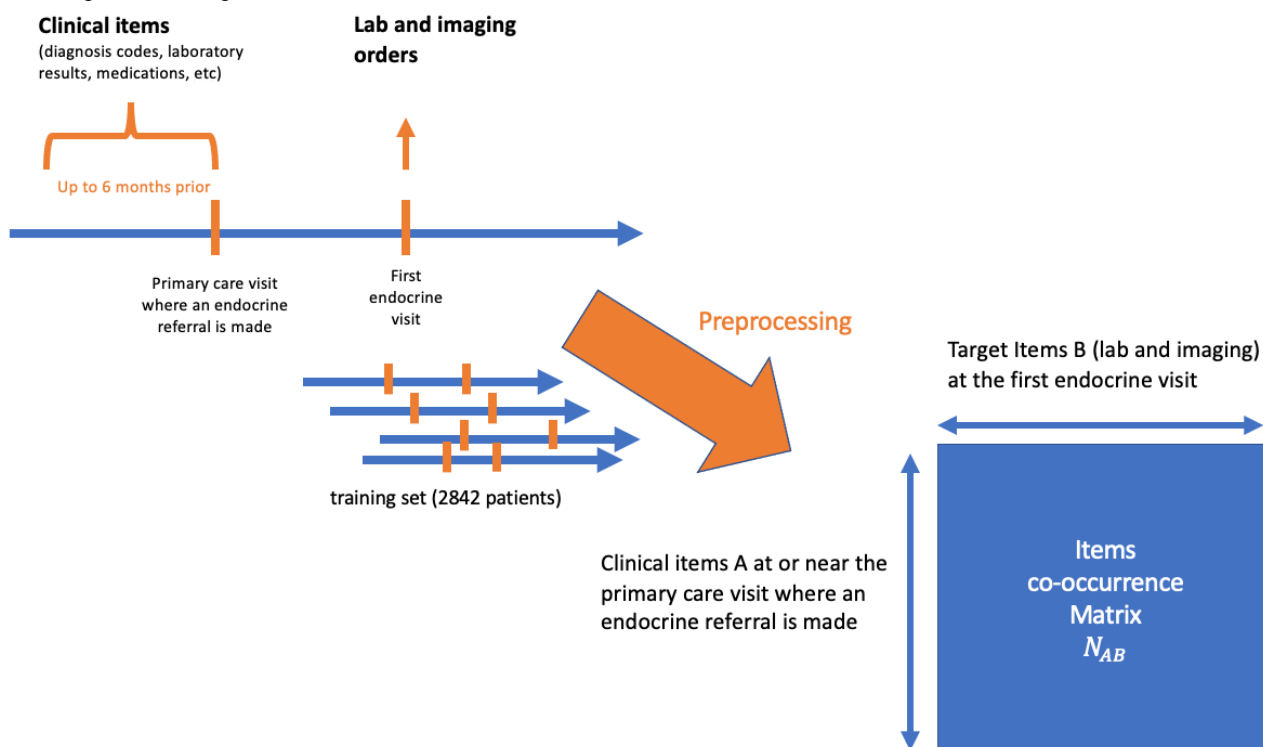 Clinical items
(diagnosis codes, laboratory
results, medications, etc)
Lab and imaging
orders
Up to 6 months prior
Primary care visit
where an endocrine
referral is made
First
endocrine
visit
Preprocessing
training set (2842 patients)
Target Items B (lab and imaging)
at the first endocrine visit
Clinical items A at or near the
primary care visit where an
endocrine referral is made
Items
co-occurrence
Matrix
N_{AB}